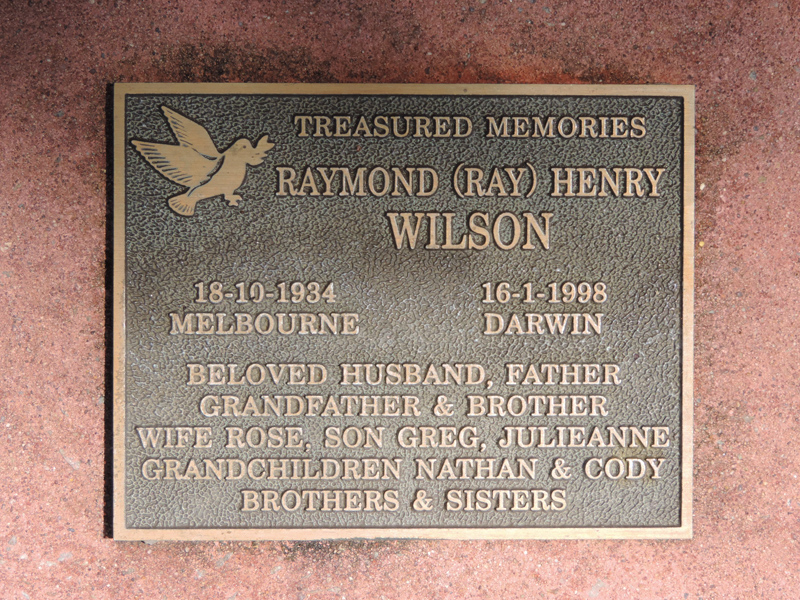 TREASURED MEMORIES
RAYMOND (RAY) HENRY
WILSON
18-10-1934 16-1-1998
MELBOURNE DARWIN
BELOVED HUSBAND, FATHER
GRANDFATHER & BROTHER
WIFE ROSE, SON GREG, JULIEANNE
GRANDCHILDREN NATHAN & CODY
BROTHERS & SISTERS